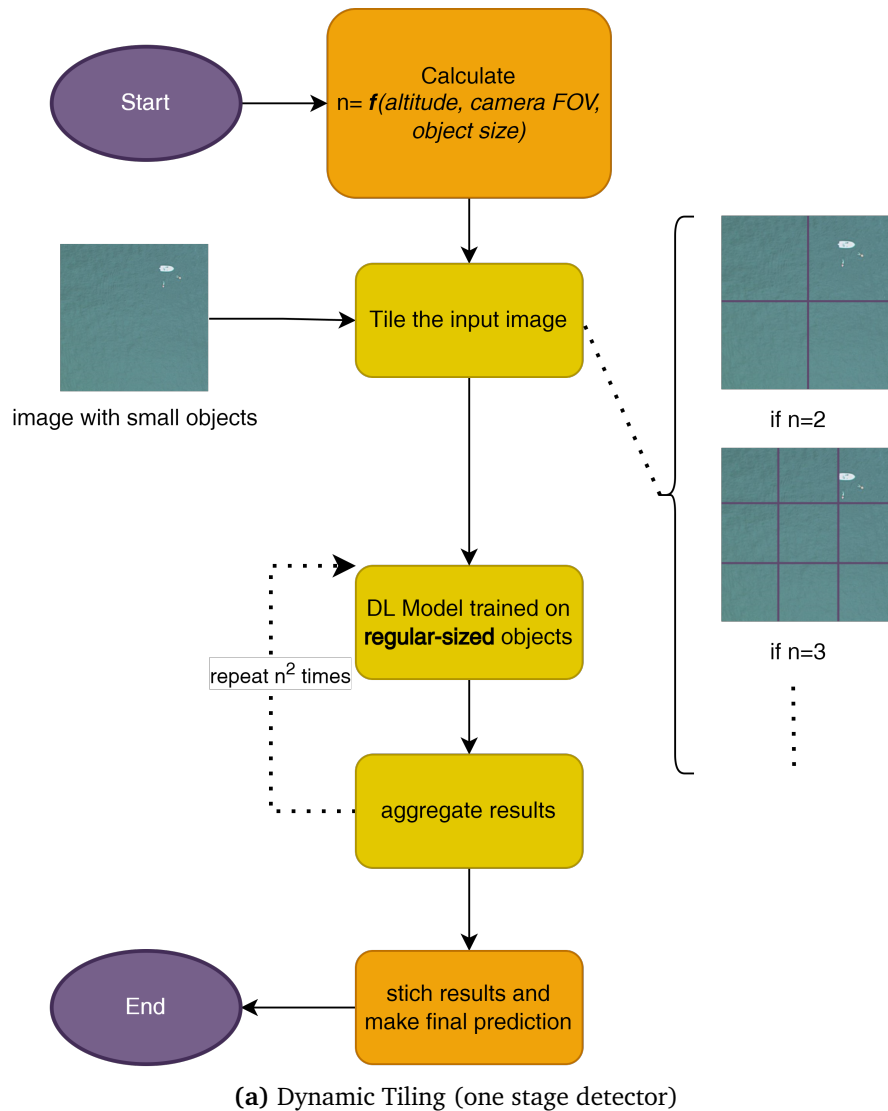 Start
Calculate
n= f(altitude, camera FOV,
object size)
Tile the input image
image with small objects
if n=2
if n=3
DL Model trained on
regular-sized objects
repeat n² times
aggregate results
stich results and
make final prediction
End
(a) Dynamic Tiling (one stage detector)